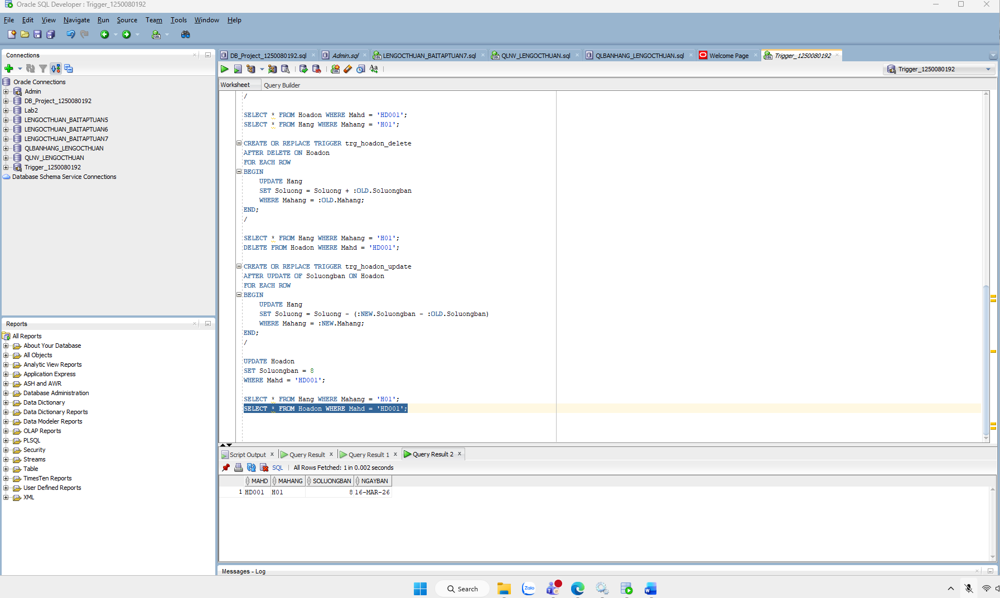 Oracle SQL Developer : Trigger_1250080192
File Edit View Navigate Run Source Team Tools Window Help
Connections
Oracle Connections
Admin
DB_Project_1250080192
Lab2
LENGOCTHUAN_BAITAPTUAN5
LENGOCTHUAN_BAITAPTUAN6
LENGOCTHUAN_BAITAPTUAN7
QLBANHANG_LENGOCTHUAN
QLNV_LENGOCTHUAN
Trigger_1250080192
Database Schema Service Connections
Reports
All Reports
About Your Database
All Objects
Analytic View Reports
Application Express
ASH and AWR
Database Administration
Data Dictionary
Data Dictionary Reports
Data Modeler Reports
OLAP Reports
PLSQL
Security
Streams
Table
TimesTen Reports
User Defined Reports
XML
DB_Project_1250080192.sql Admin.sql LENGOCTHUAN_BAITAPTUAN7.sql QLNV_LENGOCTHUAN.sql QLBANHANG_LENGOCTHUAN.sql Welcome Page Trigger_1250080192
Trigger_1250080192
Worksheet Query Builder
/
SELECT * FROM Hoadon WHERE Mahd = 'HD001';
SELECT * FROM Hang WHERE Mahang = 'H01';
CREATE OR REPLACE TRIGGER trg_hoadon_delete
AFTER DELETE ON Hoadon
FOR EACH ROW
BEGIN
UPDATE Hang
SET Soluong = Soluong + :OLD.Soluongban
WHERE Mahang = :OLD.Mahang;
END;
/
SELECT * FROM Hang WHERE Mahang = 'H01';
DELETE FROM Hoadon WHERE Mahd = 'HD001';
CREATE OR REPLACE TRIGGER trg_hoadon_update
AFTER UPDATE OF Soluongban ON Hoadon
FOR EACH ROW
BEGIN
UPDATE Hang
SET Soluong = Soluong - (:NEW.Soluongban - :OLD.Soluongban)
WHERE Mahang = :NEW.Mahang;
END;
/
UPDATE Hoadon
SET Soluongban = 8
WHERE Mahd = 'HD001';
SELECT * FROM Hang WHERE Mahang = 'H01';
SELECT * FROM Hoadon WHERE Mahd = 'HD001';
Script Output Query Result Query Result 1 Query Result 2
SQL All Rows Fetched: 1 in 0.002 seconds
MAHD MAHANG SOLUONGBAN NGAYBAN
1 HD001 H01 8 16-MAR-26
Messages - Log
Search
Zalo